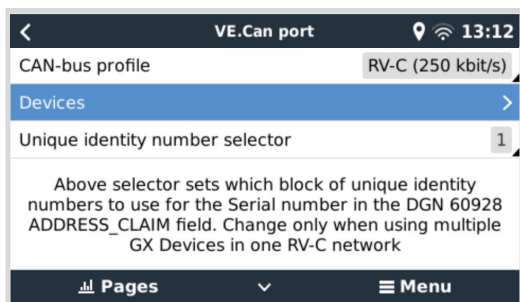 VE.Can port
13:12
CAN-bus profile
RV-C (250 kbit/s)
Devices
Unique identity number selector
1
Above selector sets which block of unique identity
numbers to use for the Serial number in the DGN 60928
ADDRESS_CLAIM field. Change only when using multiple
GX Devices in one RV-C network
Pages
Menu